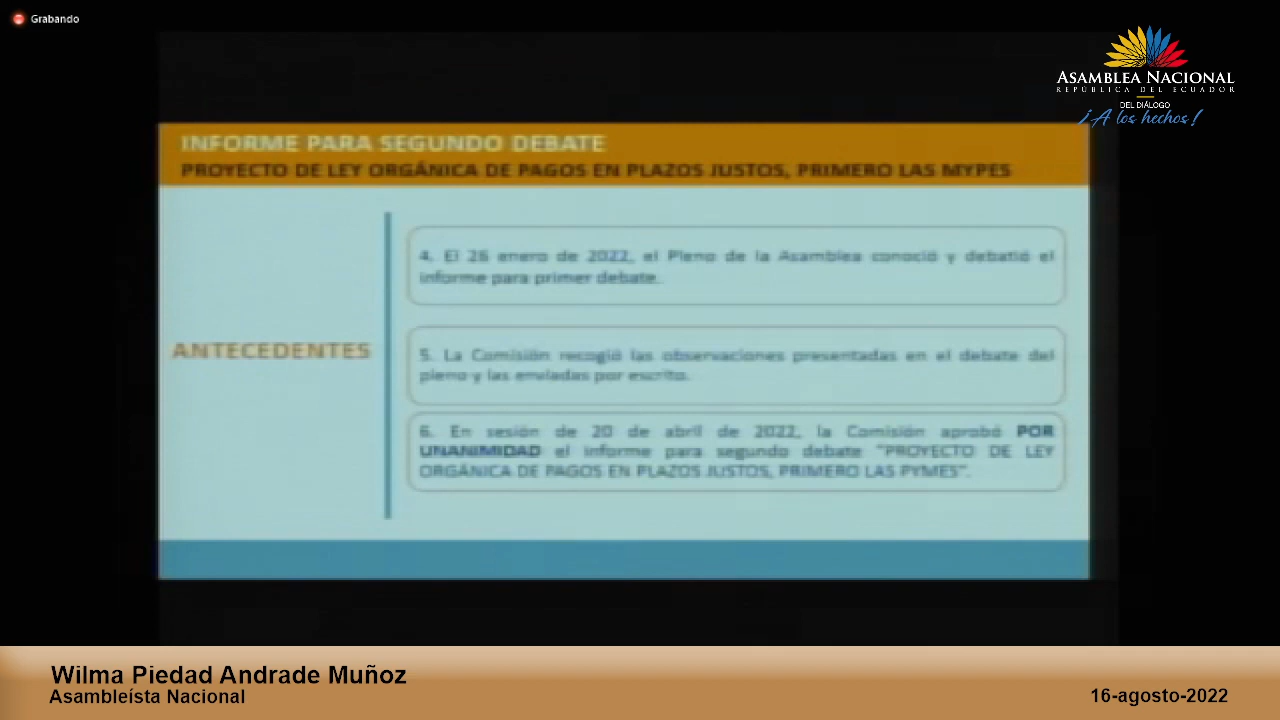 Grabando
ASAMBLEA NACIONAL
REPÚBLICA DEL ECUADOR
DEL DIÁLOGO
¡A los hechos!
INFORME PARA SEGUNDO DEBATE
PROYECTO DE LEY ORGÁNICA DE PAGOS EN PLAZOS JUSTOS, PRIMERO LAS MYPES
ANTECEDENTES
4. El 26 enero de 2022, el Pleno de la Asamblea conoció y debatió el
informe para primer debate.
5. La Comisión recogió las observaciones presentadas en el debate del
pleno y las enviadas por escrito.
6. En sesión de 20 de abril de 2022, la Comisión aprobó POR
UNANIMIDAD el informe para segundo debate "PROYECTO DE LEY
ORGÁNICA DE PAGOS EN PLAZOS JUSTOS, PRIMERO LAS PYMES".
Wilma Piedad Andrade Muñoz
Asambleísta Nacional
16-agosto-2022